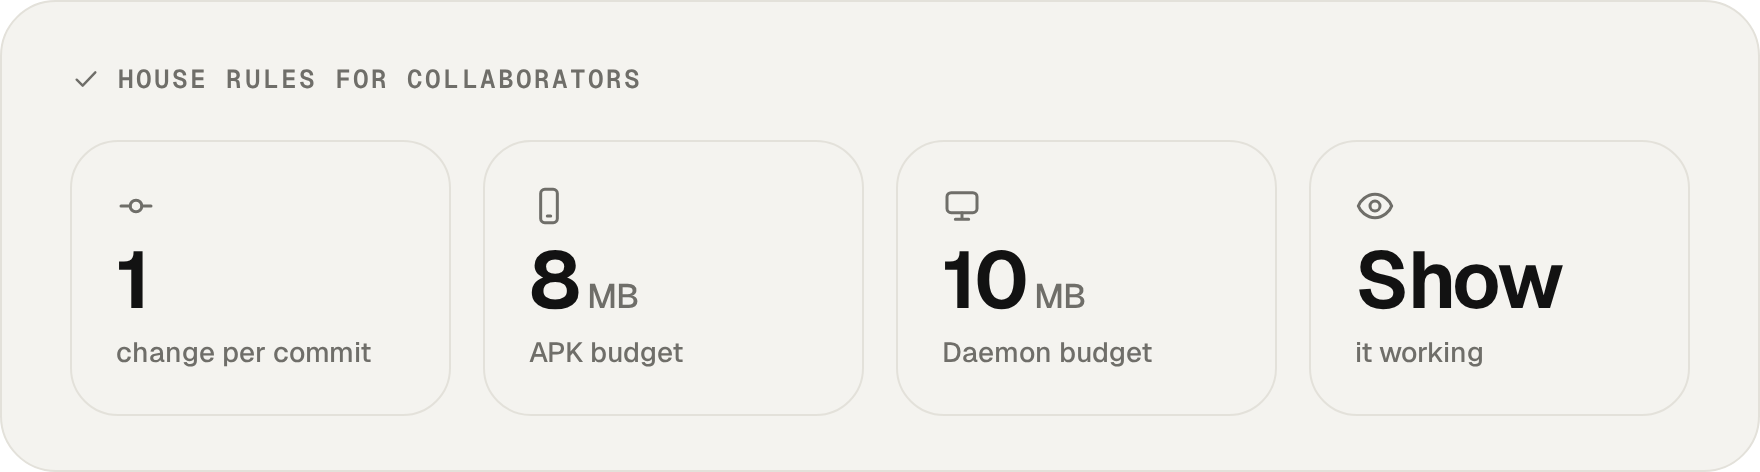 HOUSE RULES FOR COLLABORATORS
1
change per commit
8 MB
APK budget
10 MB
Daemon budget
Show
it working